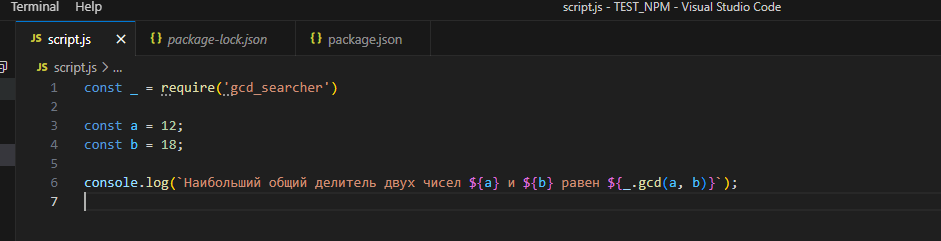 Terminal Help script.js - TEST_NPM - Visual Studio Code
JS script.js × {} package-lock.json {} package.json
JS script.js > ...
1 const _ = require('gcd_searcher')
2
3 const a = 12;
4 const b = 18;
5
6 console.log(`Наибольший общий делитель двух чисел ${a} и ${b} равен ${_.gcd(a, b)}`);
7